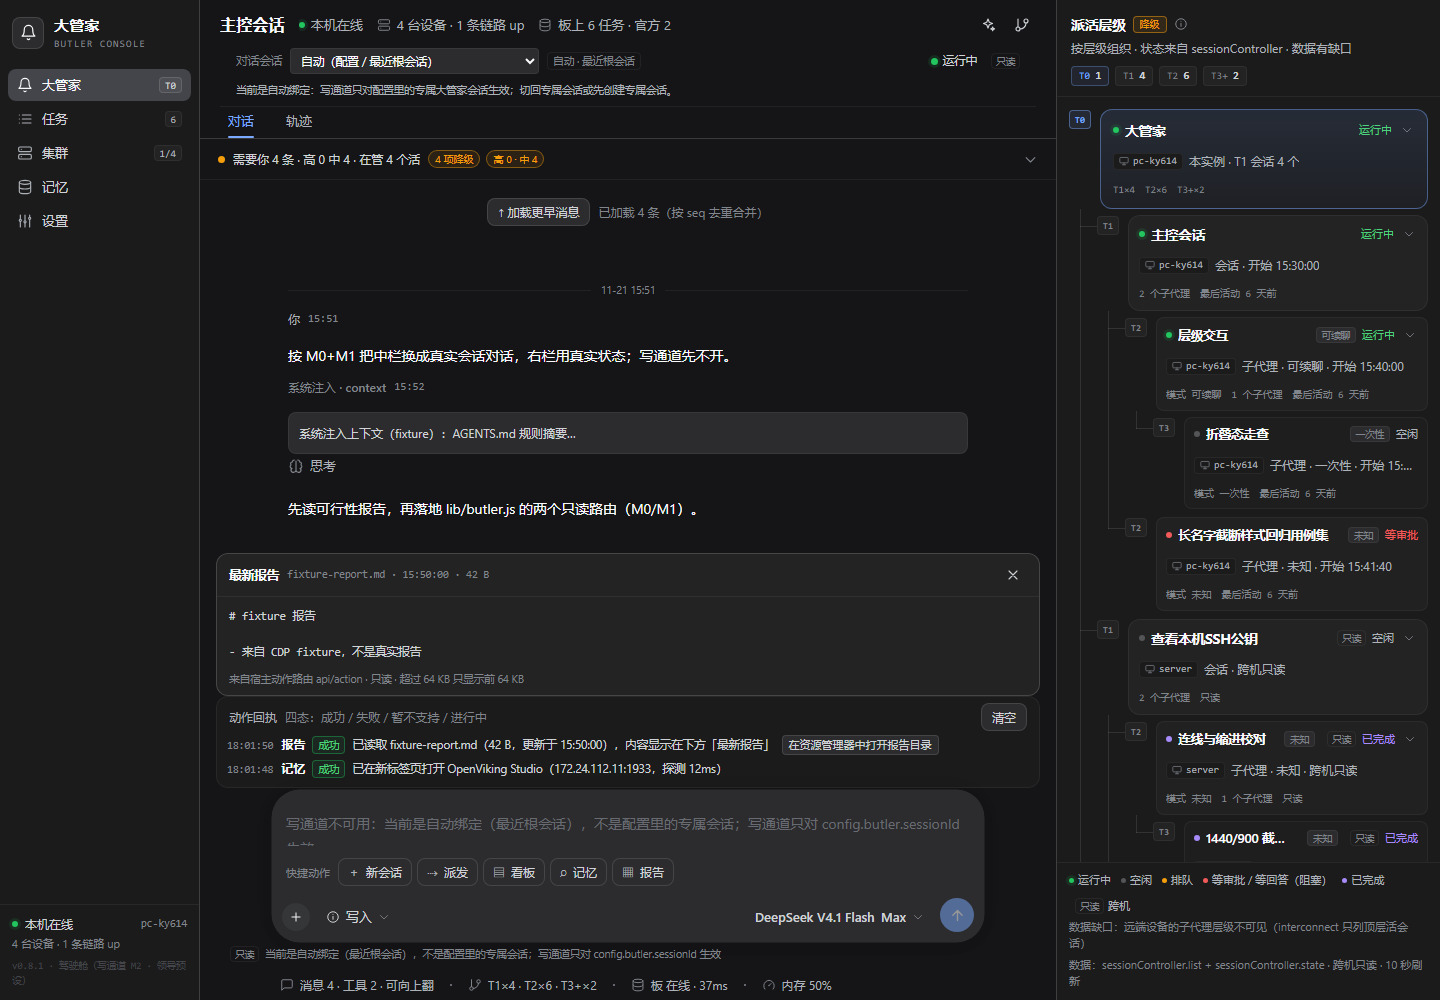 大管家
BUTLER CONSOLE
大管家 T0
任务 6
集群 1/4
记忆
设置
本机在线 pc-ky614
4 台设备 · 1 条链路 up
v0.8.1 · 驾驶舱（写通道 M2 · 领导预设）
主控会话 本机在线 4 台设备 · 1 条链路 up 板上 6 任务 · 官方 2
对话会话 自动（配置 / 最近根会话） 自动 · 最近根会话 运行中 只读
当前是自动绑定：写通道只对配置里的专属大管家会话生效；切回专属会话或先创建专属会话。
对话 轨迹
需要你 4 条 · 高 0 中 4 · 在管 4 个活 4 项降级 高 0 · 中 4
↑ 加载更早消息 已加载 4 条（按 seq 去重合并）
11-21 15:51
你 15:51
按 M0+M1 把中栏换成真实会话对话，右栏用真实状态；写通道先不开。
系统注入 · context 15:52
系统注入上下文（fixture）：AGENTS.md 规则摘要...
思考
先读可行性报告，再落地 lib/butler.js 的两个只读路由（M0/M1）。
最新报告 fixture-report.md · 15:50:00 · 42 B
# fixture 报告
- 来自 CDP fixture，不是真实报告
来自宿主动作路由 api/action · 只读 · 超过 64 KB 只显示前 64 KB
动作回执 四态：成功 / 失败 / 暂不支持 / 进行中 清空
18:01:50 报告 成功 已读取 fixture-report.md（42 B，更新于 15:50:00），内容显示在下方「最新报告」 在资源管理器中打开报告目录
18:01:48 记忆 成功 已在新标签页打开 OpenViking Studio（172.24.112.11:1933，探测 12ms）
写通道不可用：当前是自动绑定（最近根会话），不是配置里的专属会话；写通道只对 config.butler.sessionId
快捷动作 + 新会话 派发 看板 记忆 报告
写入 DeepSeek V4.1 Flash Max
只读 当前是自动绑定（最近根会话），不是配置里的专属会话；写通道只对 config.butler.sessionId 生效
消息 4 · 工具 2 · 可向上翻 · T1×4 · T2×6 · T3+×2 · 板 在线 · 37ms · 内存 50%
派活层级 降级
按层级组织 · 状态来自 sessionController · 数据有缺口
T0 1 T1 4 T2 6 T3+ 2
T0 大管家 运行中
pc-ky614 本实例 · T1 会话 4 个
T1×4 T2×6 T3+×2
T1 主控会话 运行中
pc-ky614 会话 · 开始 15:30:00
2 个子代理 最后活动 6 天前
T2 层级交互 可续聊 运行中
pc-ky614 子代理 · 可续聊 · 开始 15:40:00
模式 可续聊 1 个子代理 最后活动 6 天前
T3 折叠态走查 一次性 空闲
pc-ky614 子代理 · 一次性 · 开始 15:...
模式 一次性 最后活动 6 天前
T2 长名字截断样式回归用例集 未知 等审批
pc-ky614 子代理 · 未知 · 开始 15:41:40
模式 未知 最后活动 6 天前
T1 查看本机SSH公钥 只读 空闲
server 会话 · 跨机只读
2 个子代理 只读
T2 连线与缩进校对 未知 只读 已完成
server 子代理 · 未知 · 跨机只读
模式 未知 1 个子代理 只读
T3 1440/900 截... 未知 只读 已完成
运行中 空闲 排队 等审批 / 等回答（阻塞） 已完成
只读 跨机
数据缺口：远端设备的子代理层级不可见（interconnect 只列顶层活会话）
数据：sessionController.list + sessionController.state · 跨机只读 · 10 秒刷新